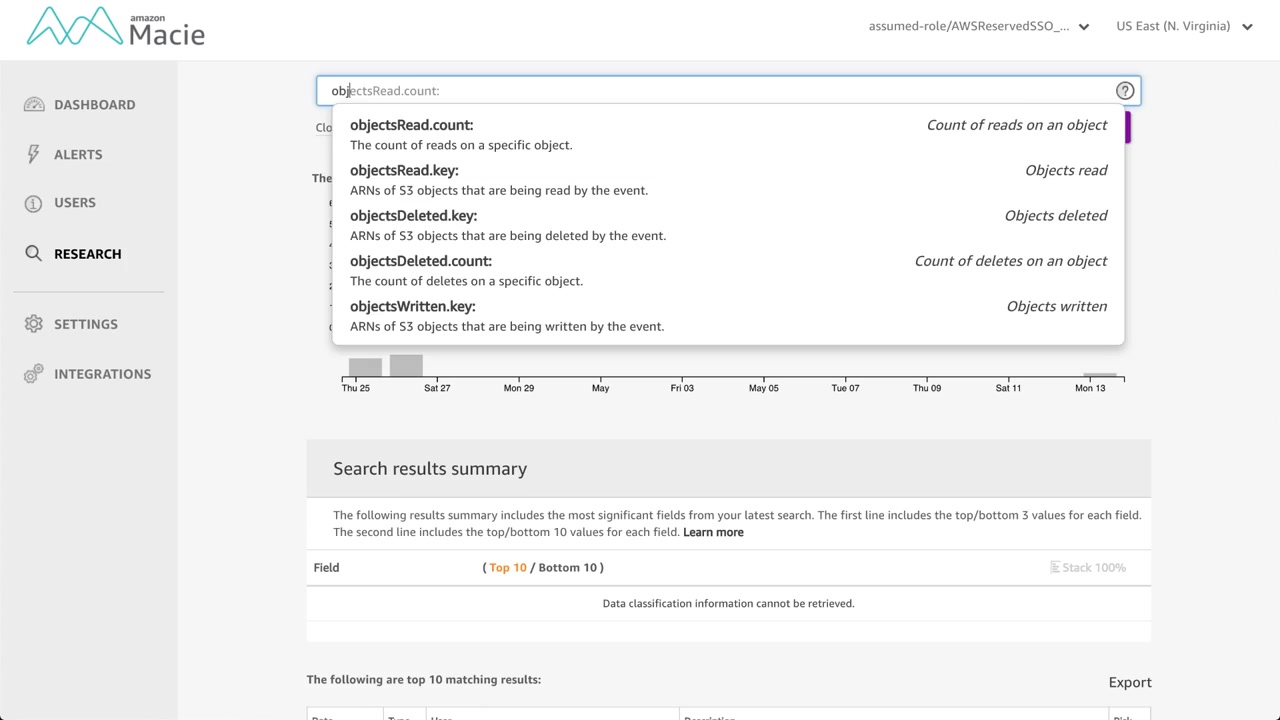 amazon
Macie
assumed-role/AWSReservedSSO_...
US East (N. Virginia)
DASHBOARD
ALERTS
USERS
RESEARCH
SETTINGS
INTEGRATIONS
objectsRead.count:
Clo
objectsRead.count:
Count of reads on an object
The count of reads on a specific object.
The
objectsRead.key:
Objects read
ARNs of S3 objects that are being read by the event.
objectsDeleted.key:
Objects deleted
ARNs of S3 objects that are being deleted by the event.
objectsDeleted.count:
Count of deletes on an object
The count of deletes on a specific object.
objectsWritten.key:
Objects written
ARNs of S3 objects that are being written by the event.
Thu 25 Sat 27 Mon 29 May Fri 03 May 05 Tue 07 Thu 09 Sat 11 Mon 13
Search results summary
The following results summary includes the most significant fields from your latest search. The first line includes the top/bottom 3 values for each field.
The second line includes the top/bottom 10 values for each field. Learn more
Field ( Top 10 / Bottom 10 ) Stack 100%
Data classification information cannot be retrieved.
The following are top 10 matching results:
Export